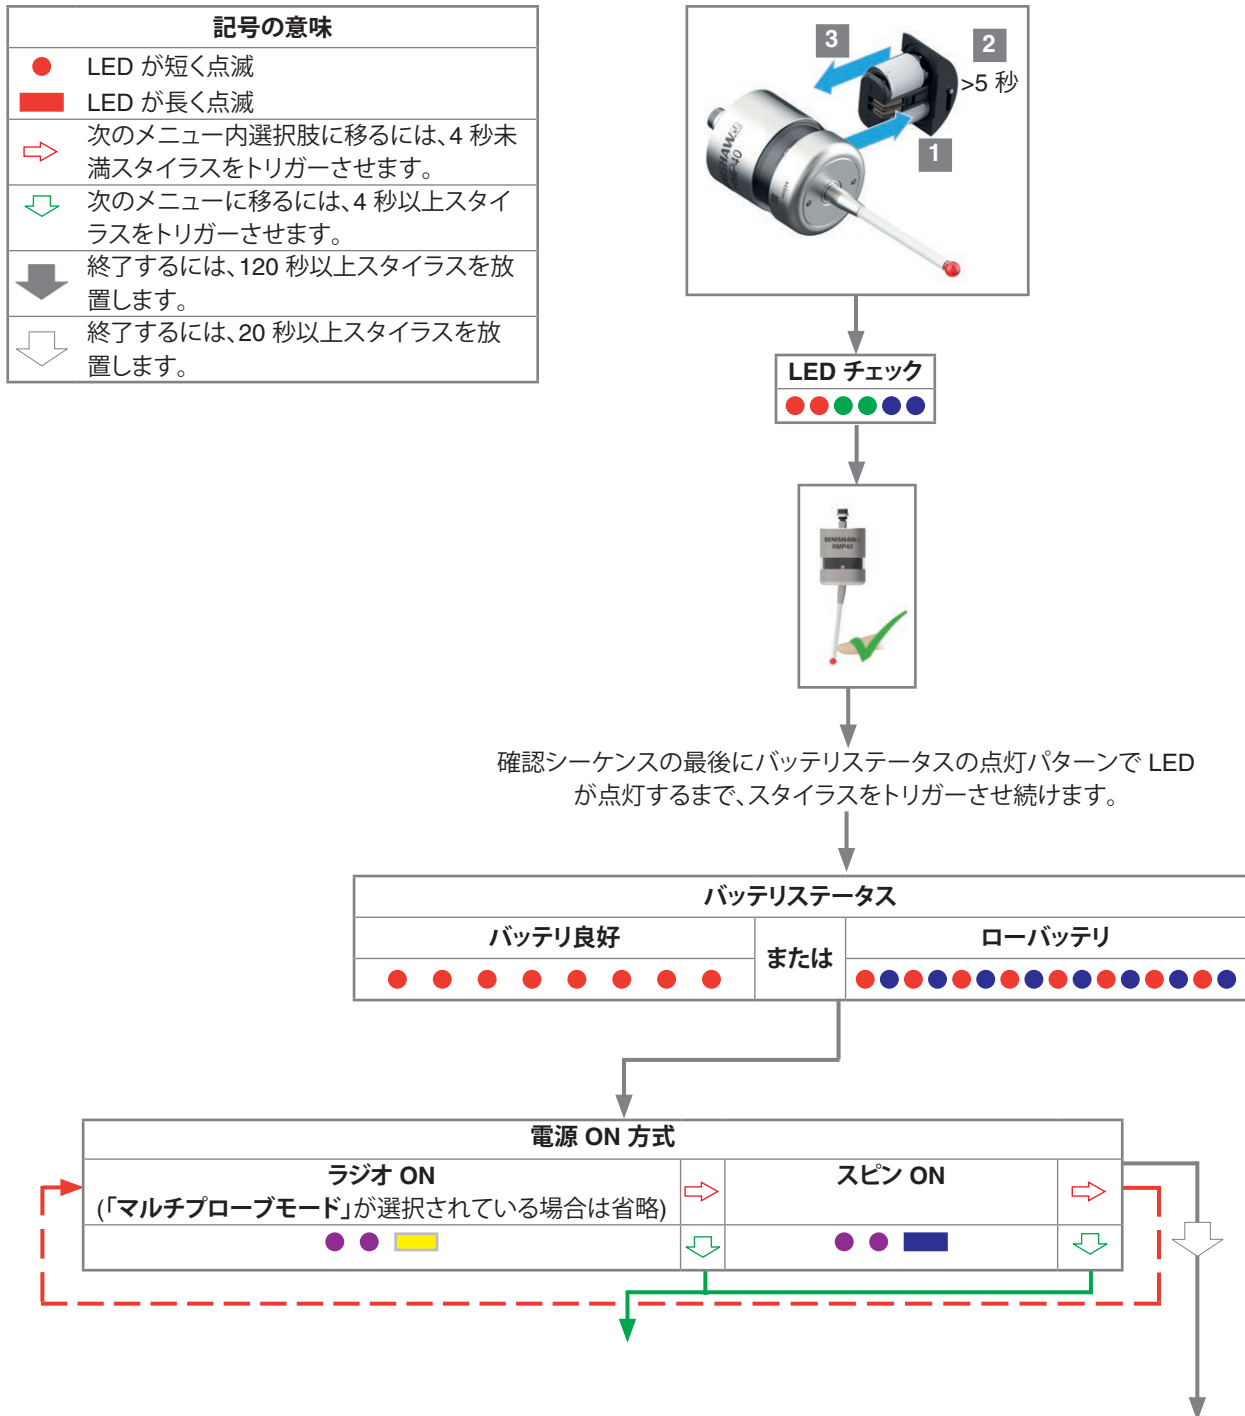 記号の意味
LED が短く点滅
LED が長く点滅
次のメニュー内選択肢に移るには、4 秒未
満スタイラスをトリガーさせます。
次のメニューに移るには、4 秒以上スタイ
ラスをトリガーさせます。
終了するには、120 秒以上スタイラスを放
置します。
終了するには、20 秒以上スタイラスを放
置します。
3
2
>5 秒
1
RENISHAW
RMP40
LED チェック
RENISHAW
RMP40
確認シーケンスの最後にバッテリステータスの点灯パターンで LED
が点灯するまで、スタイラスをトリガーさせ続けます。
バッテリステータス
バッテリ良好
または
ローバッテリ
電源 ON 方式
ラジオ ON
(「マルチプローブモード」が選択されている場合は省略)
スピン ON